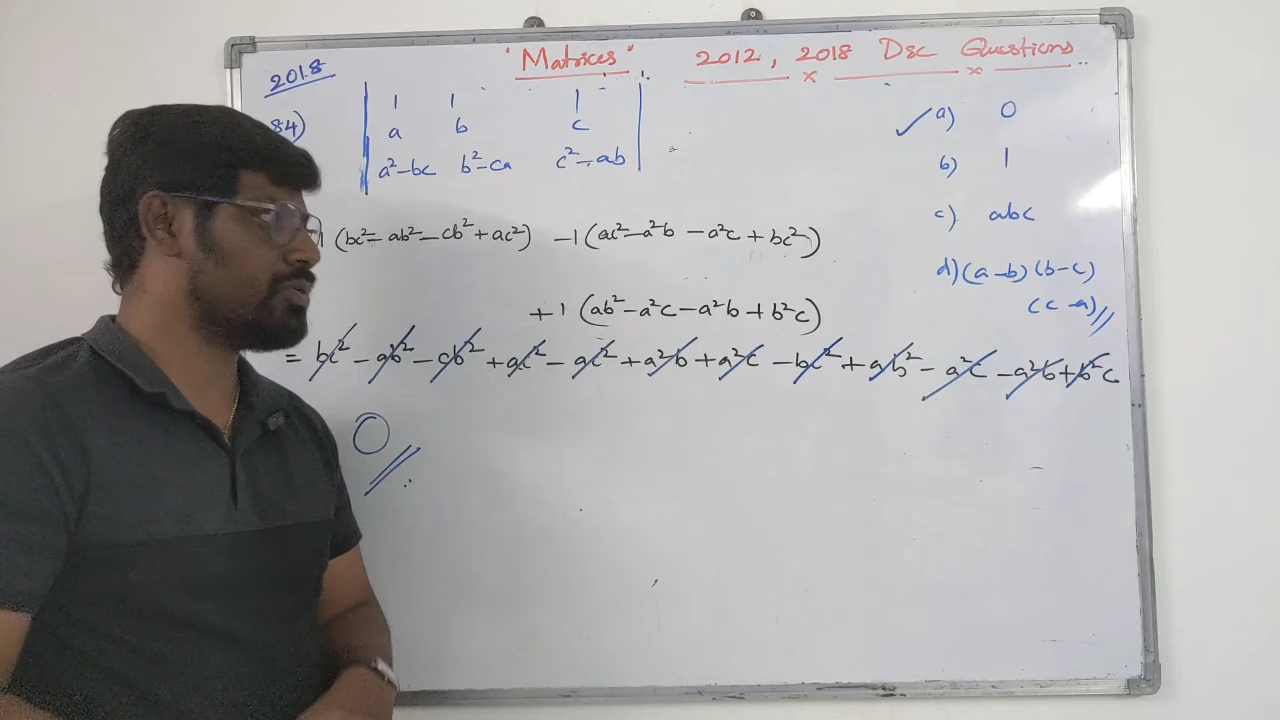 "Matrices" 2012, 2018 Dsc Questions
2018
84)
| 1 1 1 |
| a b c |
| a²-bc b²-ca c²-ab |
a) 0
b) 1
c) abc
d) (a-b) (b-c)
(c-a)
1 (bc²- ab²- cb²+ac²) -1(ac²-a²b -a²c + bc²)
+1 (ab²-a²c-a²b+b²c)
= bc²-ab²-cb²+ac²-ac²+a²b+a²c-bc²+ab²-a²c-a²b+b²c
0